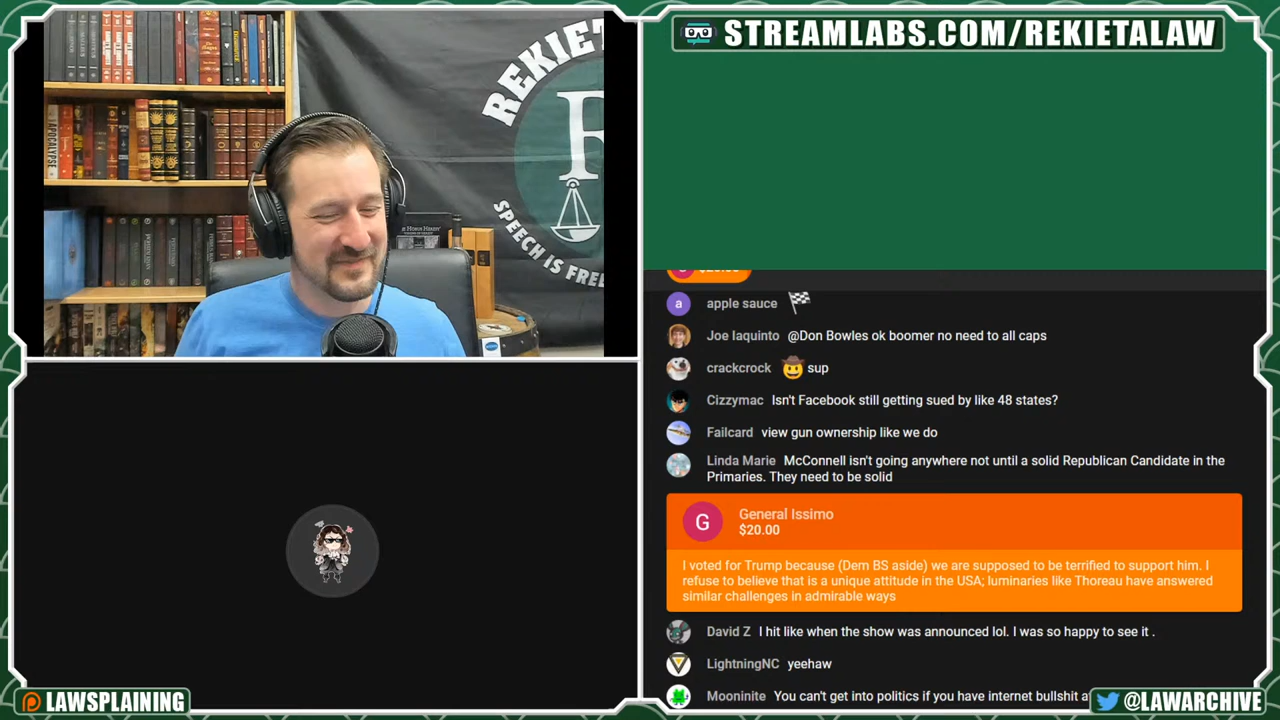 STREAMLABS.COM/REKIETALAW
REKIET
R
SPEECH IS FREE
APOCALYPSE
$20.00
apple sauce
Joe Iaquinto @Don Bowles ok boomer no need to all caps
crackcrock 🤠 sup
Cizzymac Isn't Facebook still getting sued by like 48 states?
Failcard view gun ownership like we do
Linda Marie McConnell isn't going anywhere not until a solid Republican Candidate in the
Primaries. They need to be solid
G
General Issimo
$20.00
I voted for Trump because (Dem BS aside) we are supposed to be terrified to support him. I
refuse to believe that is a unique attitude in the USA; luminaries like Thoreau have answered
similar challenges in admirable ways
David Z I hit like when the show was announced lol. I was so happy to see it .
LightningNC yeehaw
Mooninite You can't get into politics if you have internet bullshit
LAWSPLAINING
@LAWARCHIVE